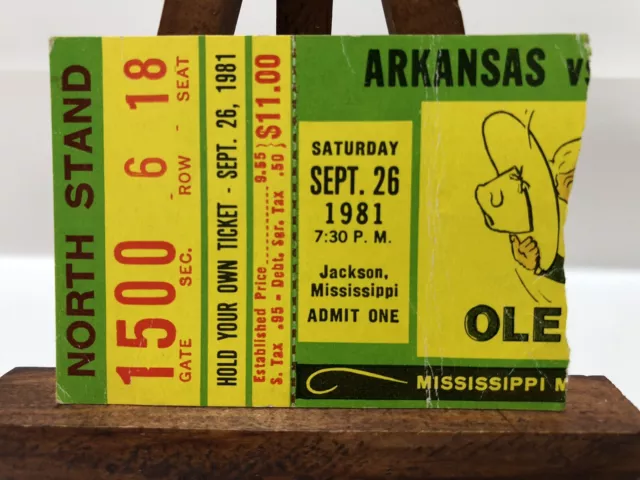 NORTH STAND
1500 6 18
GATE SEC. - ROW - SEAT
HOLD YOUR OWN TICKET - SEPT. 26, 1981
Established Price.......... 9.55
S. Tax .95 = Debt. Ser. Tax .50
$11.00
ARKANSAS vs
SATURDAY
SEPT. 26
1981
7:30 P. M.
Jackson,
Mississippi
ADMIT ONE
OLE
MISSISSIPPI M